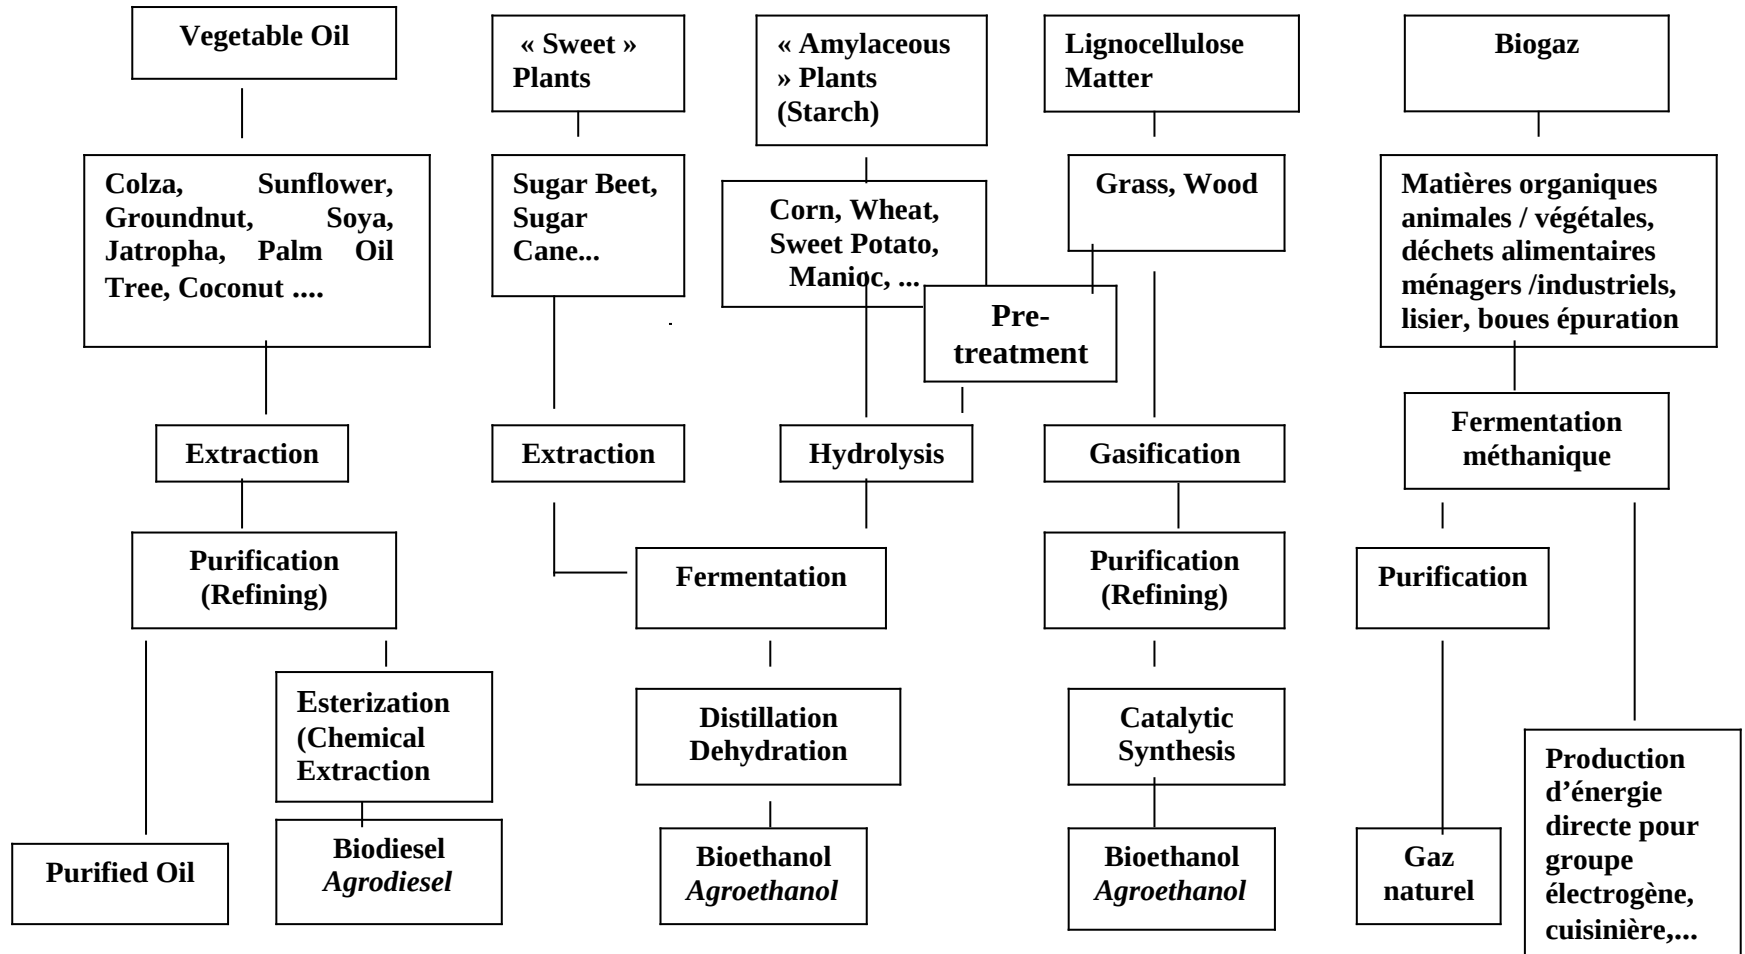 Vegetable Oil
« Sweet »
Plants
« Amylaceous
» Plants
(Starch)
Lignocellulose
Matter
Biogaz
Colza, Sunflower,
Groundnut, Soya,
Jatropha, Palm Oil
Tree, Coconut ....
Sugar Beet,
Sugar
Cane...
Corn, Wheat,
Sweet Potato,
Manioc, ...
Grass, Wood
Matières organiques
animales / végétales,
déchets alimentaires
ménagers /industriels,
lisier, boues épuration
Pre-
treatment
Extraction
Extraction
Hydrolysis
Gasification
Fermentation
méthanique
Purification
(Refining)
Fermentation
Purification
(Refining)
Purification
Esterization
(Chemical
Extraction
Distillation
Dehydration
Catalytic
Synthesis
Production
d’énergie
directe pour
groupe
électrogène,
cuisinière,...
Purified Oil
Biodiesel
Agrodiesel
Bioethanol
Agroethanol
Bioethanol
Agroethanol
Gaz
naturel